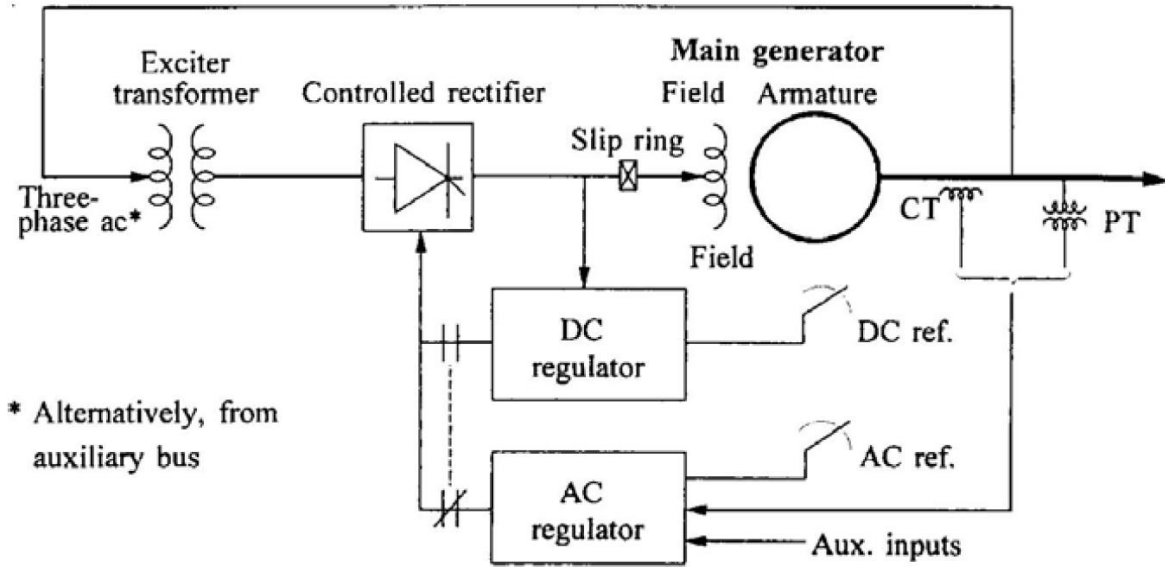 Main generator
Exciter
transformer
Controlled rectifier
Field
Armature
Slip ring
Three-
phase ac*
CT
PT
Field
DC
regulator
DC ref.
* Alternatively, from
auxiliary bus
AC
regulator
AC ref.
Aux. inputs